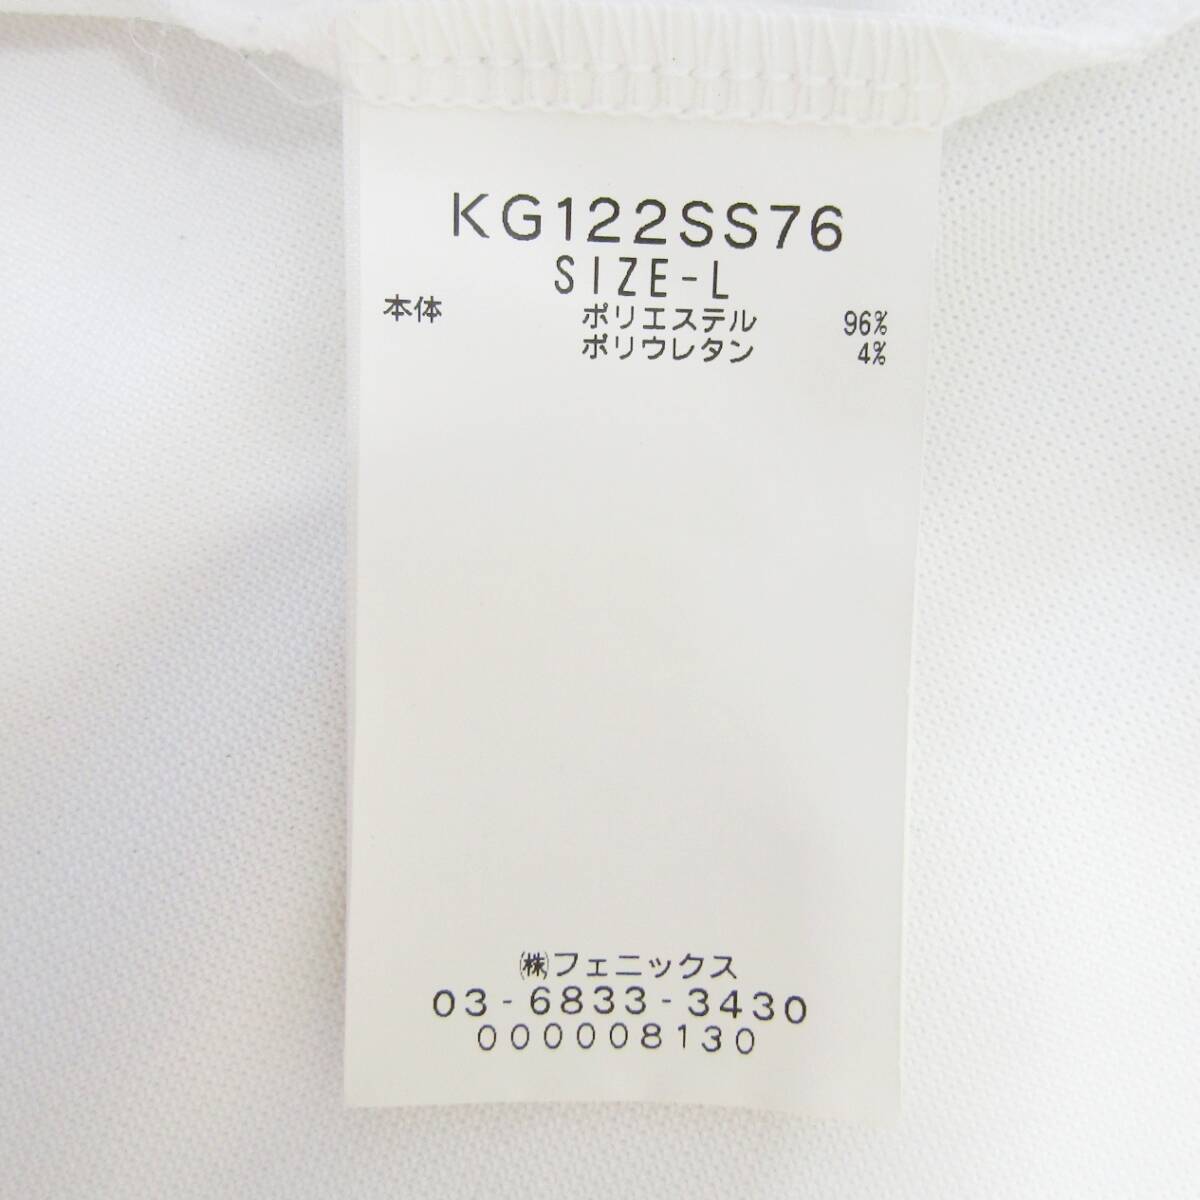 KG122SS76
SIZE-L
本体 ポリエステル 96%
ポリウレタン 4%
㈱フェニックス
03-6833-3430
000008130